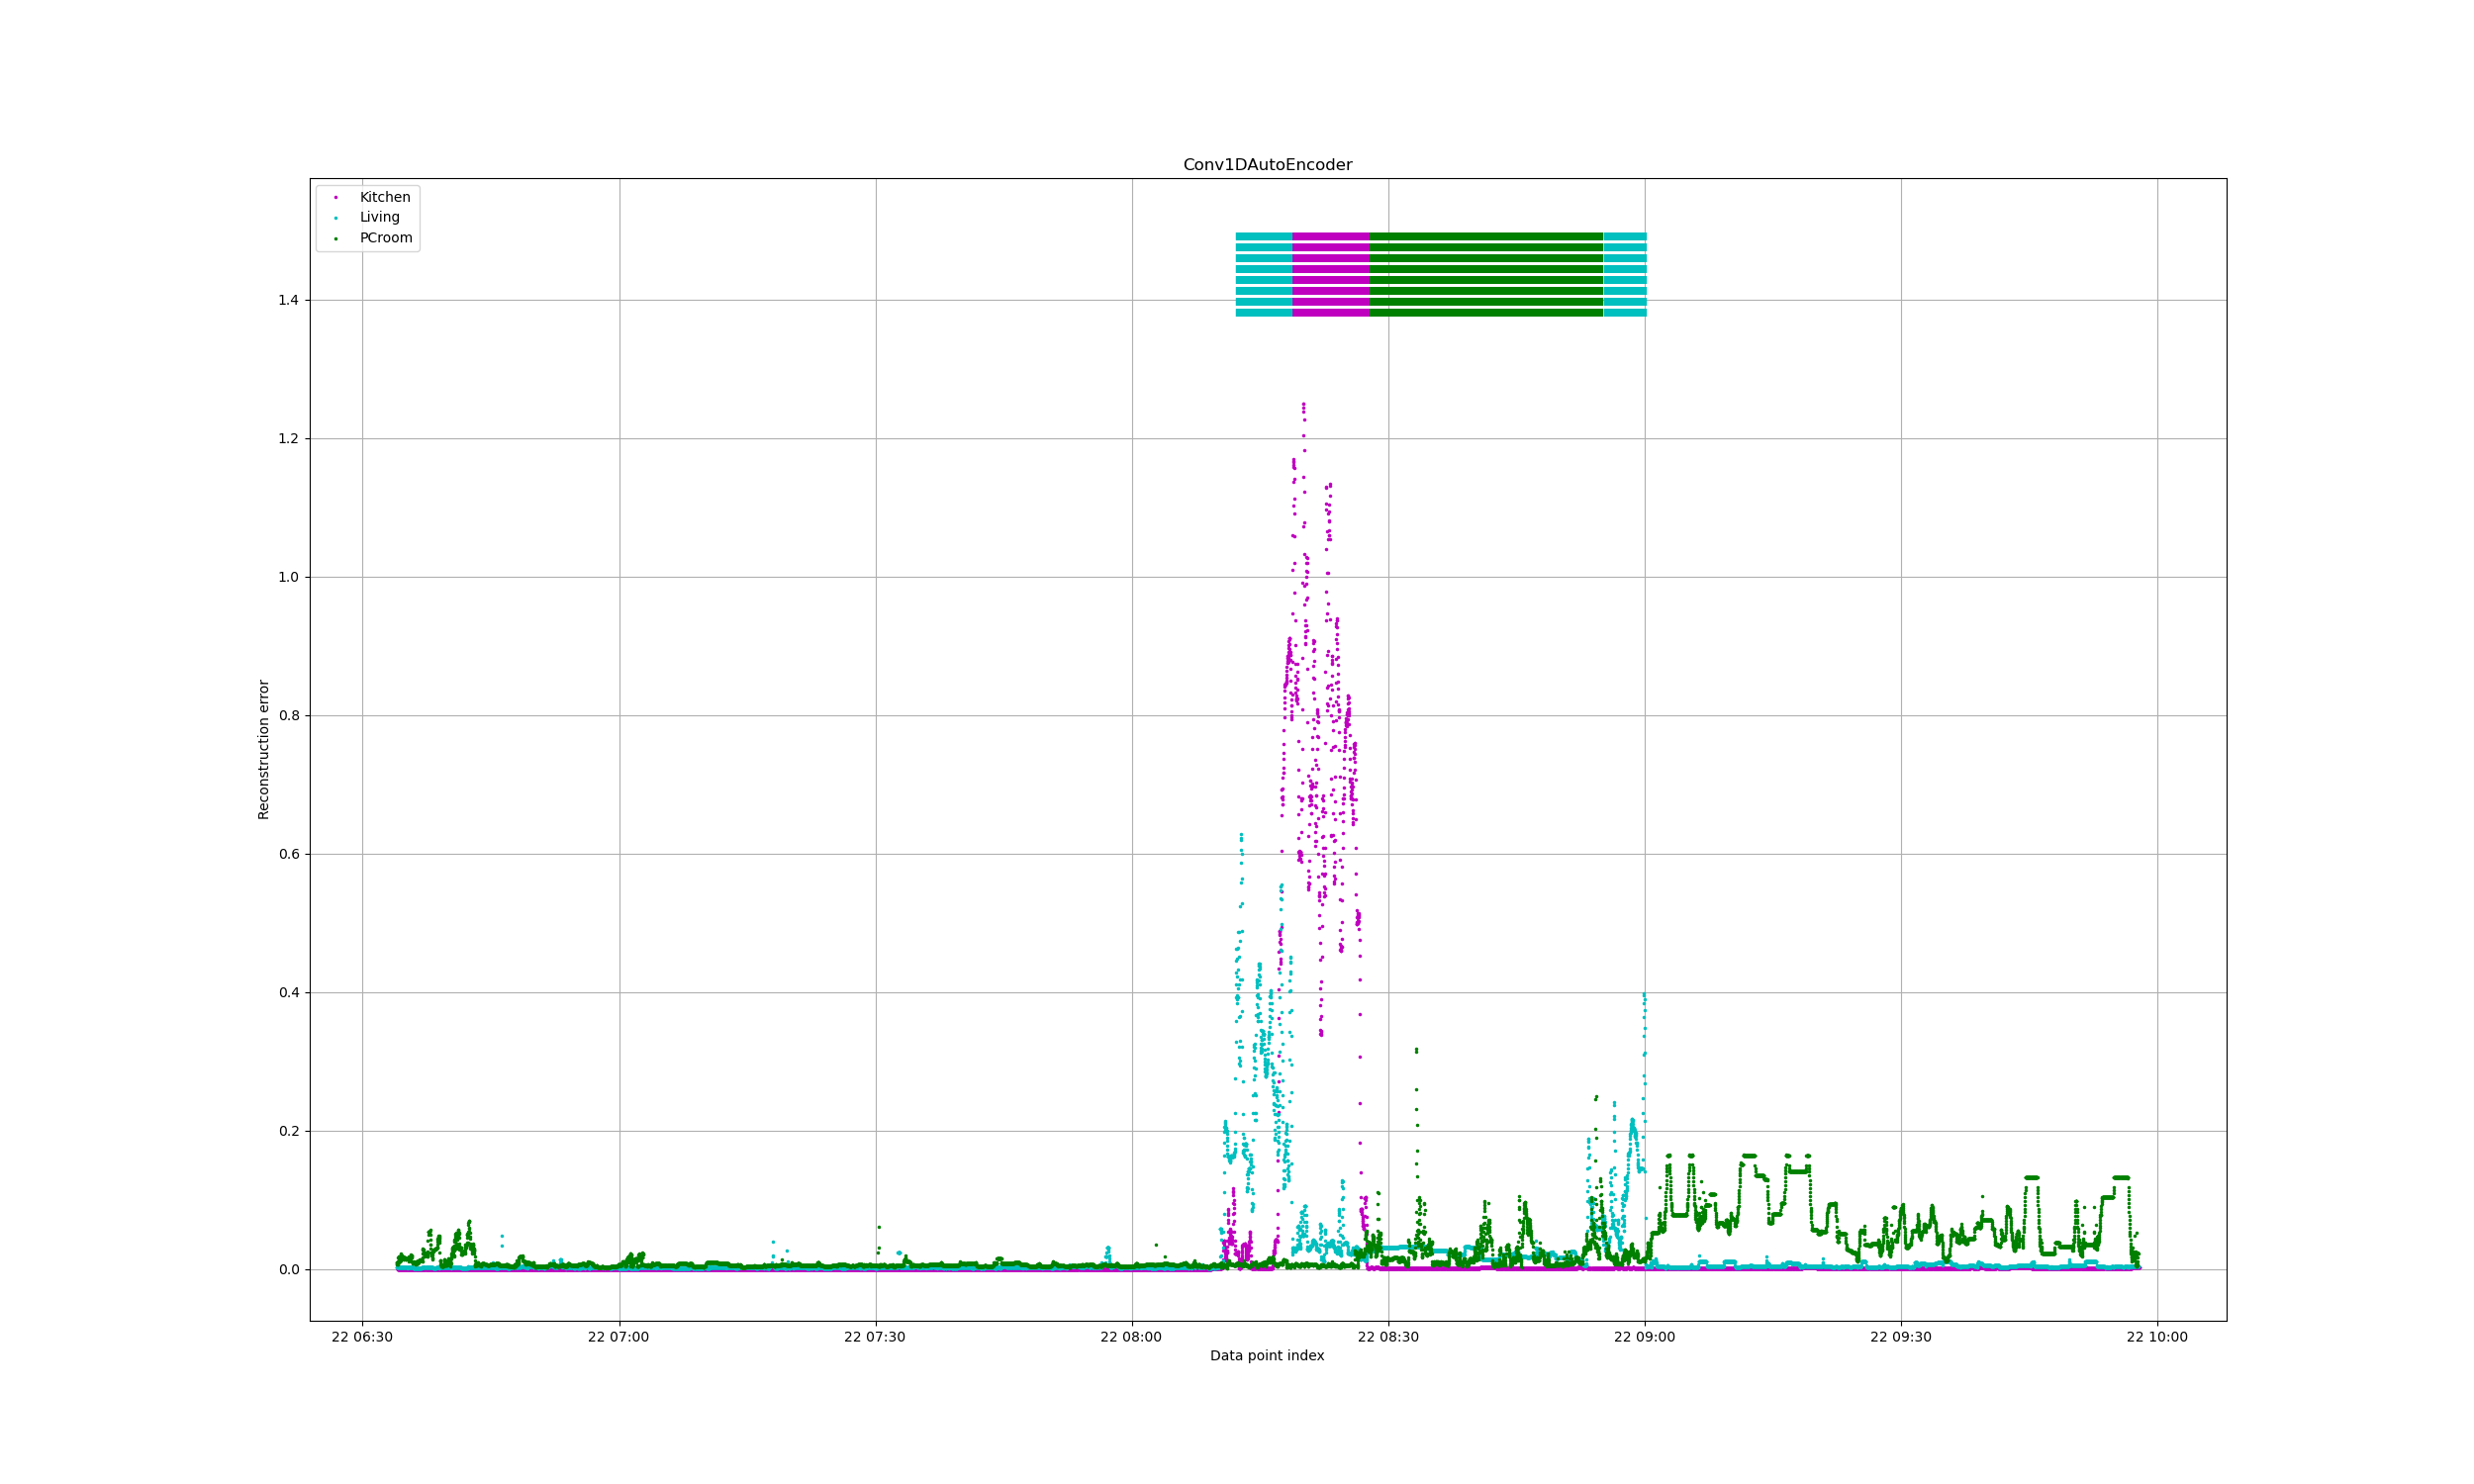 Conv1DAutoEncoder
Kitchen
Living
PCroom
1.4
1.2
1.0
0.8
0.6
0.4
0.2
0.0
Reconstruction error
22 06:30
22 07:00
22 07:30
22 08:00
22 08:30
22 09:00
22 09:30
22 10:00
Data point index